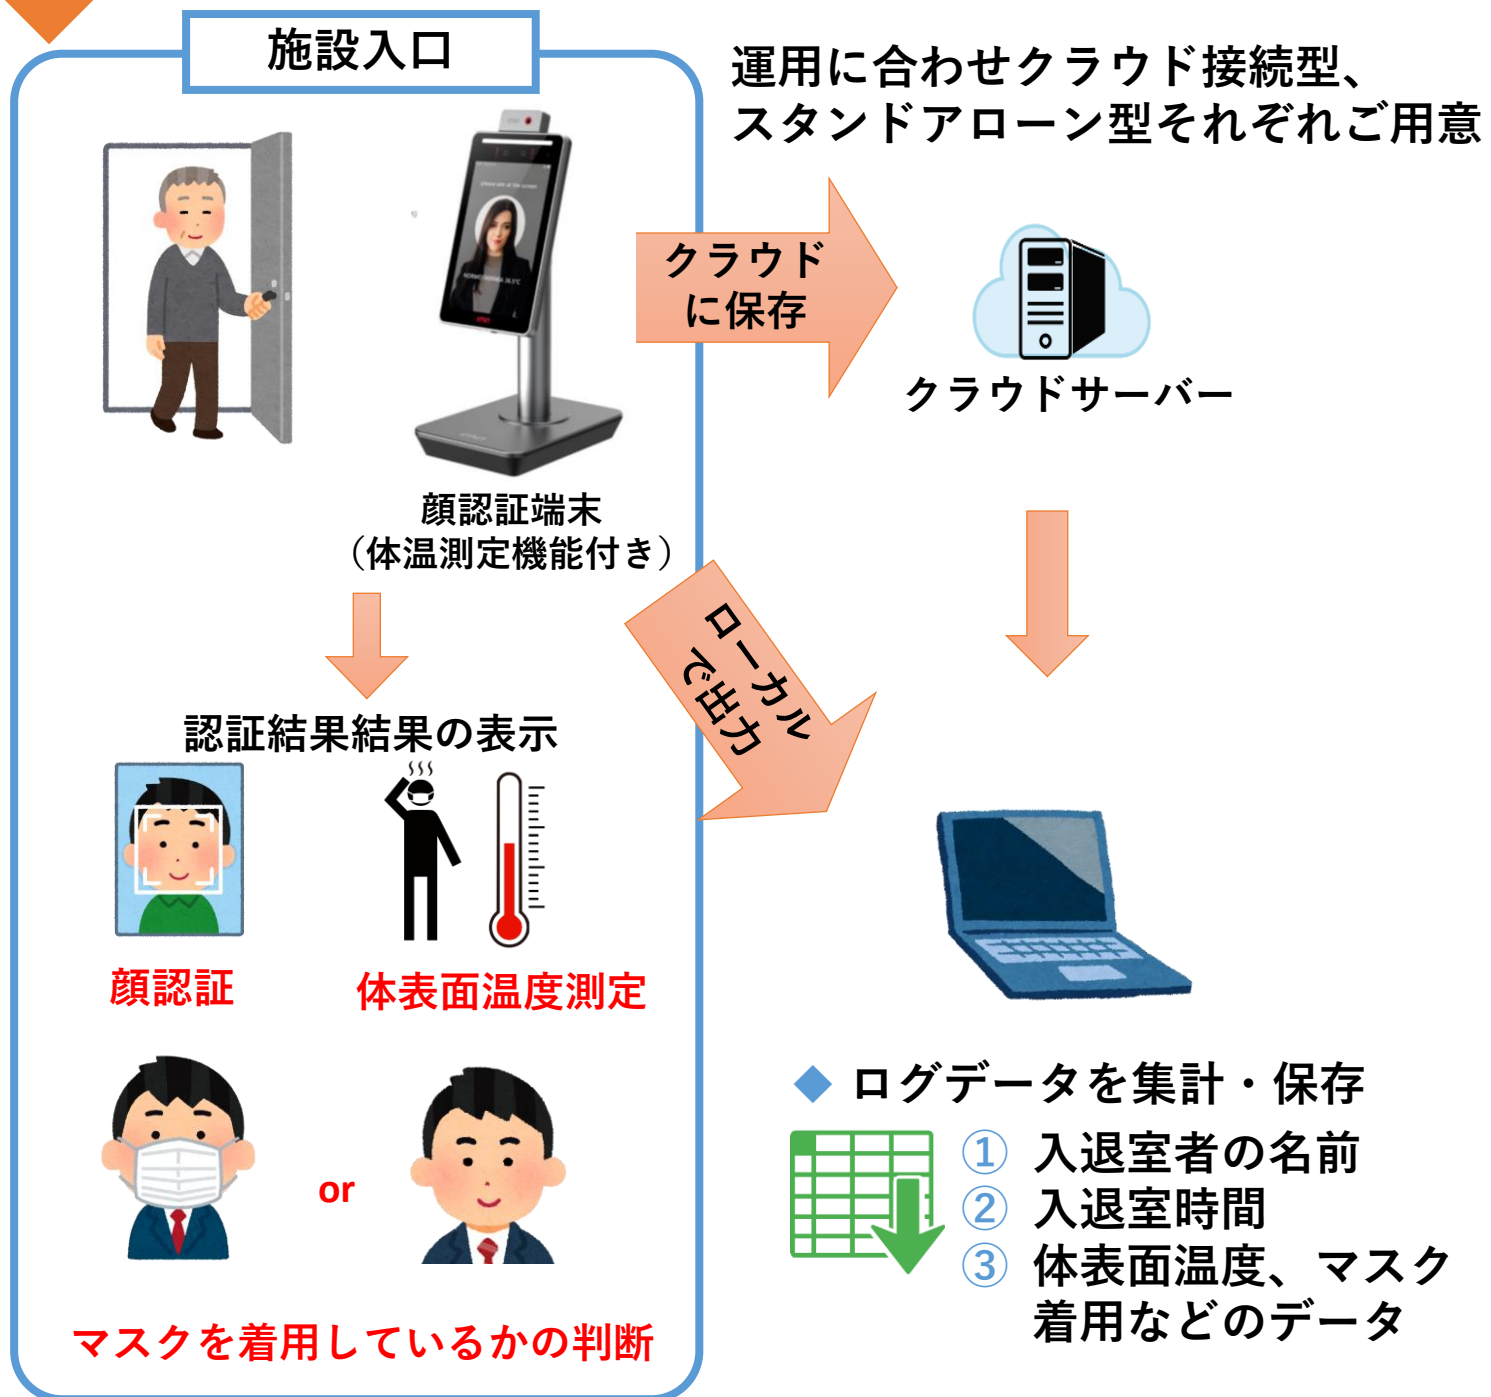 施設入口
運用に合わせクラウド接続型、
スタンドアローン型それぞれご用意
クラウド
に保存
クラウドサーバー
顔認証端末
（体温測定機能付き）
ローカル
で出力
認証結果結果の表示
顔認証
体表面温度測定
or
マスクを着用しているかの判断
◆ ログデータを集計・保存
① 入退室者の名前
② 入退室時間
③ 体表面温度、マスク
着用などのデータ